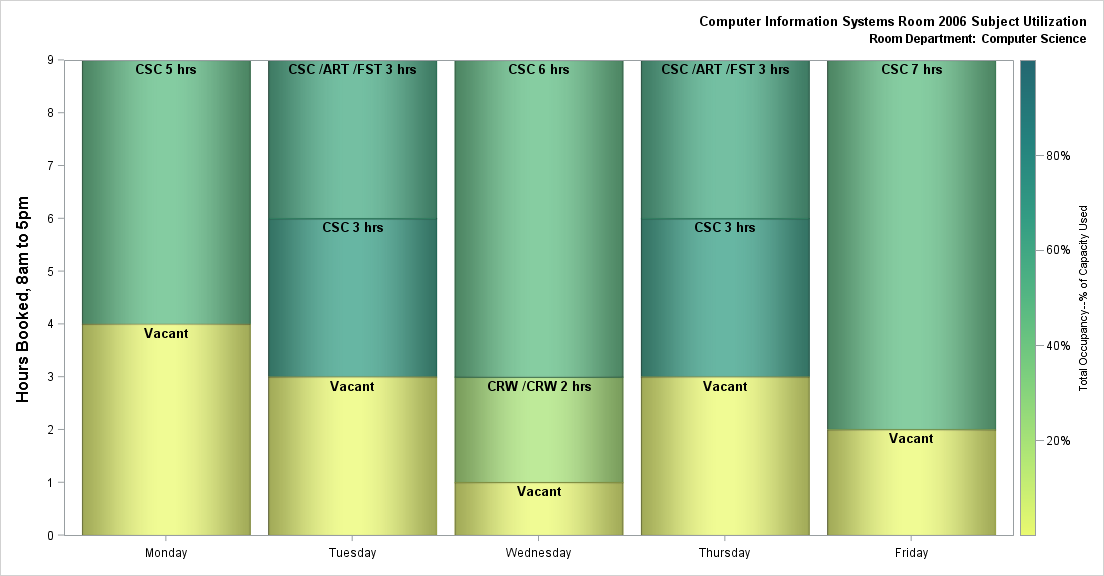 Computer Information Systems Room 2006 Subject Utilization
Room Department: Computer Science
Hours Booked, 8am to 5pm
9
8
7
6
5
4
3
2
1
0
CSC 5 hrs
Vacant
CSC /ART /FST 3 hrs
CSC 3 hrs
Vacant
CSC 6 hrs
CRW /CRW 2 hrs
Vacant
CSC /ART /FST 3 hrs
CSC 3 hrs
Vacant
CSC 7 hrs
Vacant
Monday
Tuesday
Wednesday
Thursday
Friday
80%
60%
40%
20%
Total Occupancy--% of Capacity Used